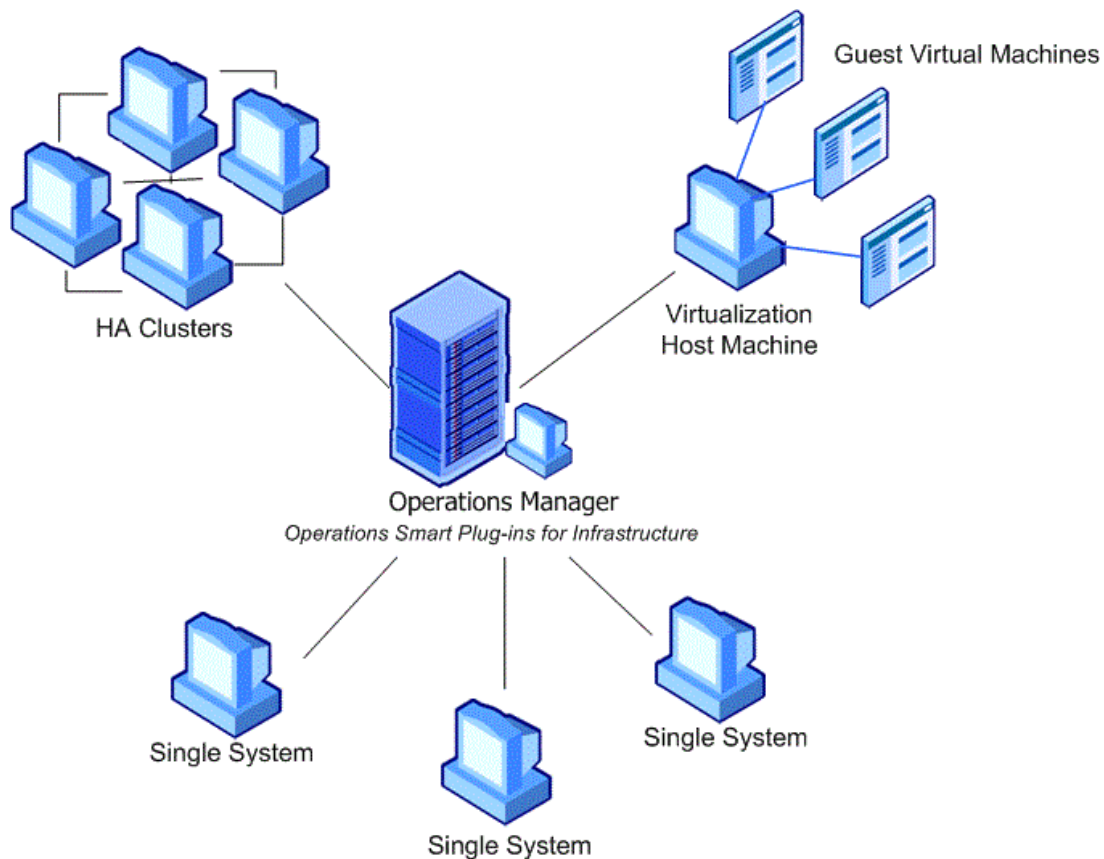 Guest Virtual Machines
HA Clusters
Virtualization
Host Machine
Operations Manager
Operations Smart Plug-ins for Infrastructure
Single System
Single System
Single System